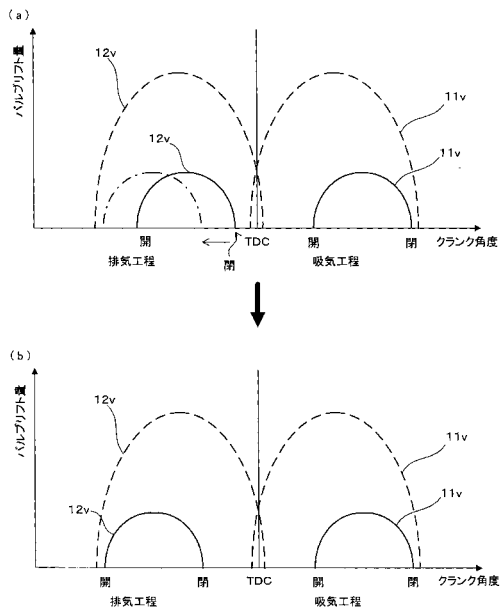 (a)
バルブリフト量
12v
11v
12v
11v
開
TDC
開
閉
クランク角度
排気工程
閉
吸気工程
(b)
バルブリフト量
12v
11v
12v
11v
開
閉
TDC
開
閉
クランク角度
排気工程
吸気工程